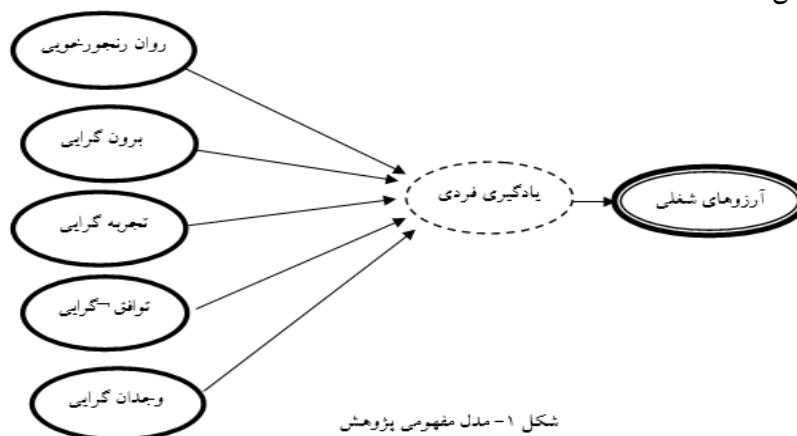 روان رنجورخویی
برون گرایی
تجربه گرایی
توافق¬گرایی
وجدان گرایی
یادگیری فردی
آرزوهای شغلی
شکل ۱- مدل مفهومی پژوهش